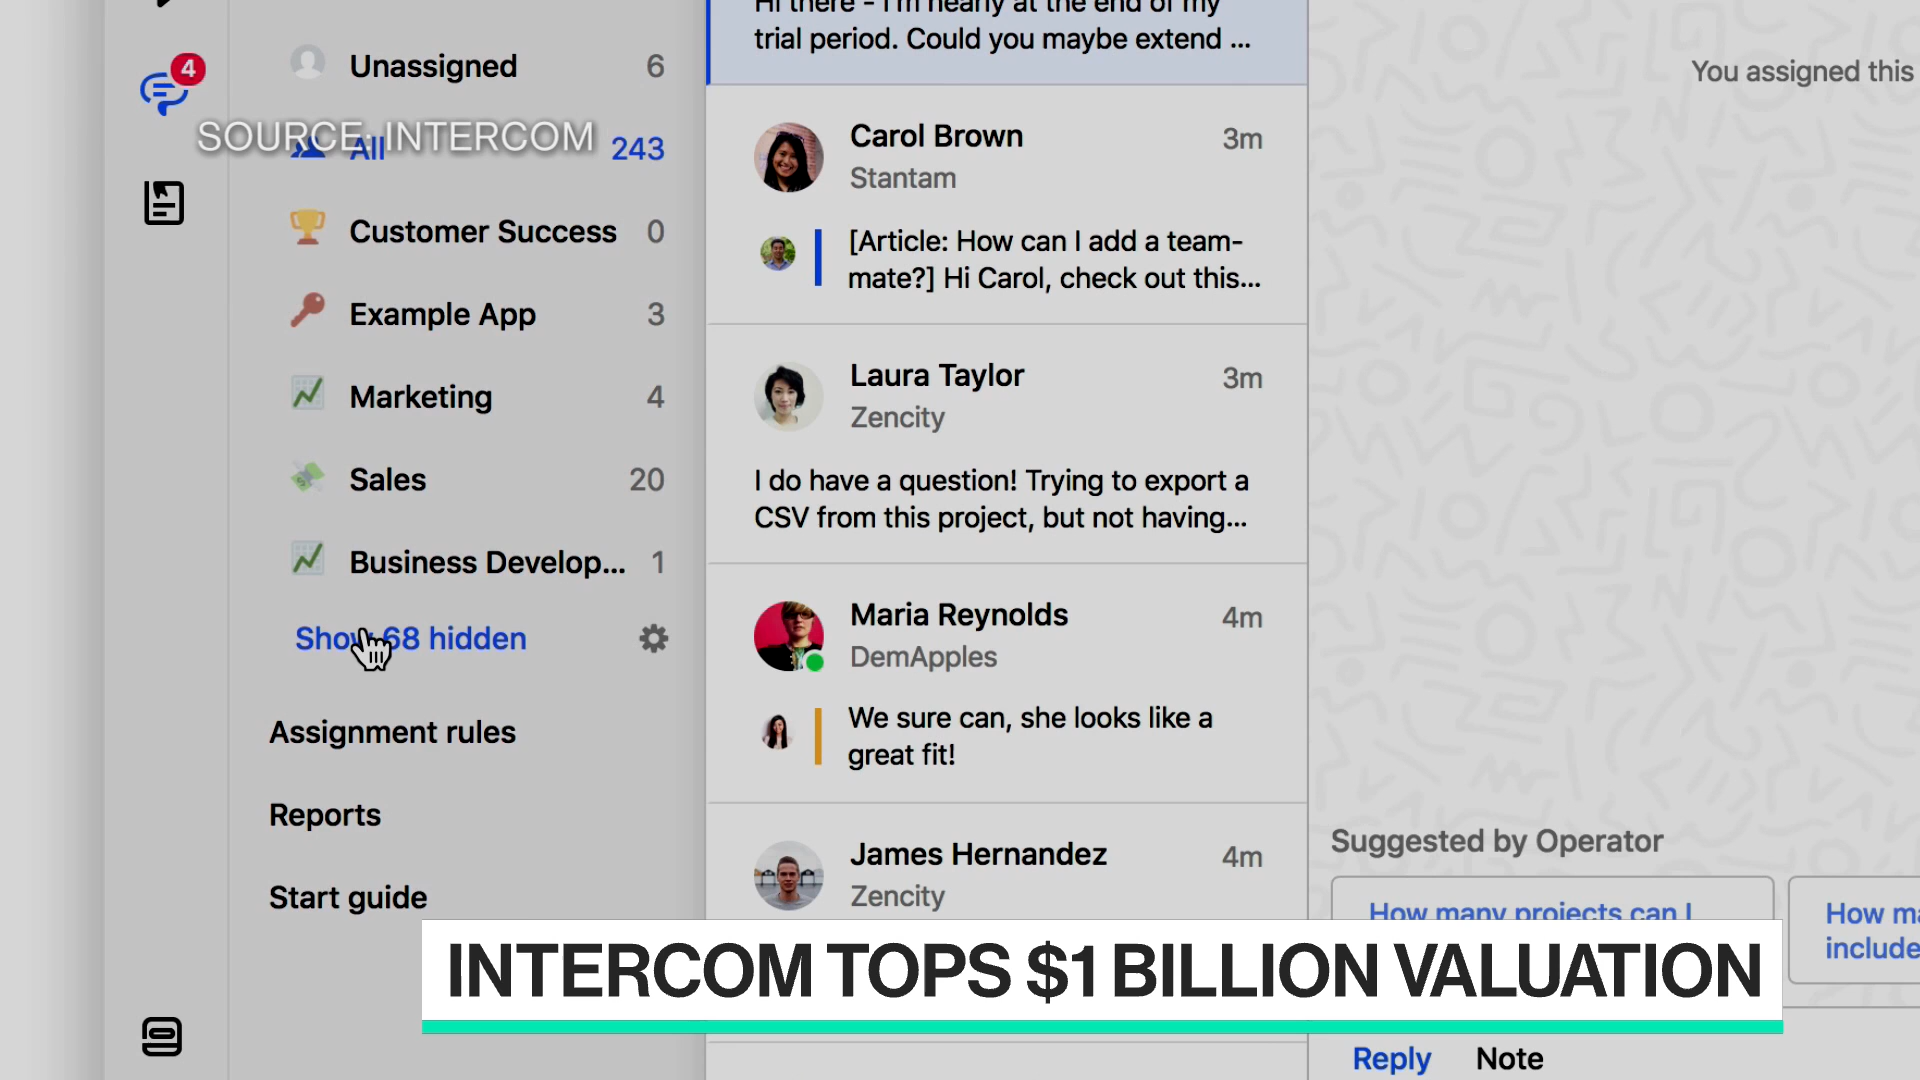 Hi there - I'm nearly at the end of my
trial period. Could you maybe extend ...
4
Unassigned 6
You assigned this
SOURCE: INTERCOM
All 243
Customer Success 0
Example App 3
Marketing 4
Sales 20
Business Develop... 1
Show 68 hidden
Assignment rules
Reports
Start guide
Carol Brown 3m
Stantam
[Article: How can I add a team-
mate?] Hi Carol, check out this...
Laura Taylor 3m
Zencity
I do have a question! Trying to export a
CSV from this project, but not having...
Maria Reynolds 4m
DemApples
We sure can, she looks like a
great fit!
James Hernandez 4m
Zencity
Suggested by Operator
How many projects can I
How ma
include
INTERCOM TOPS $1 BILLION VALUATION
Reply Note